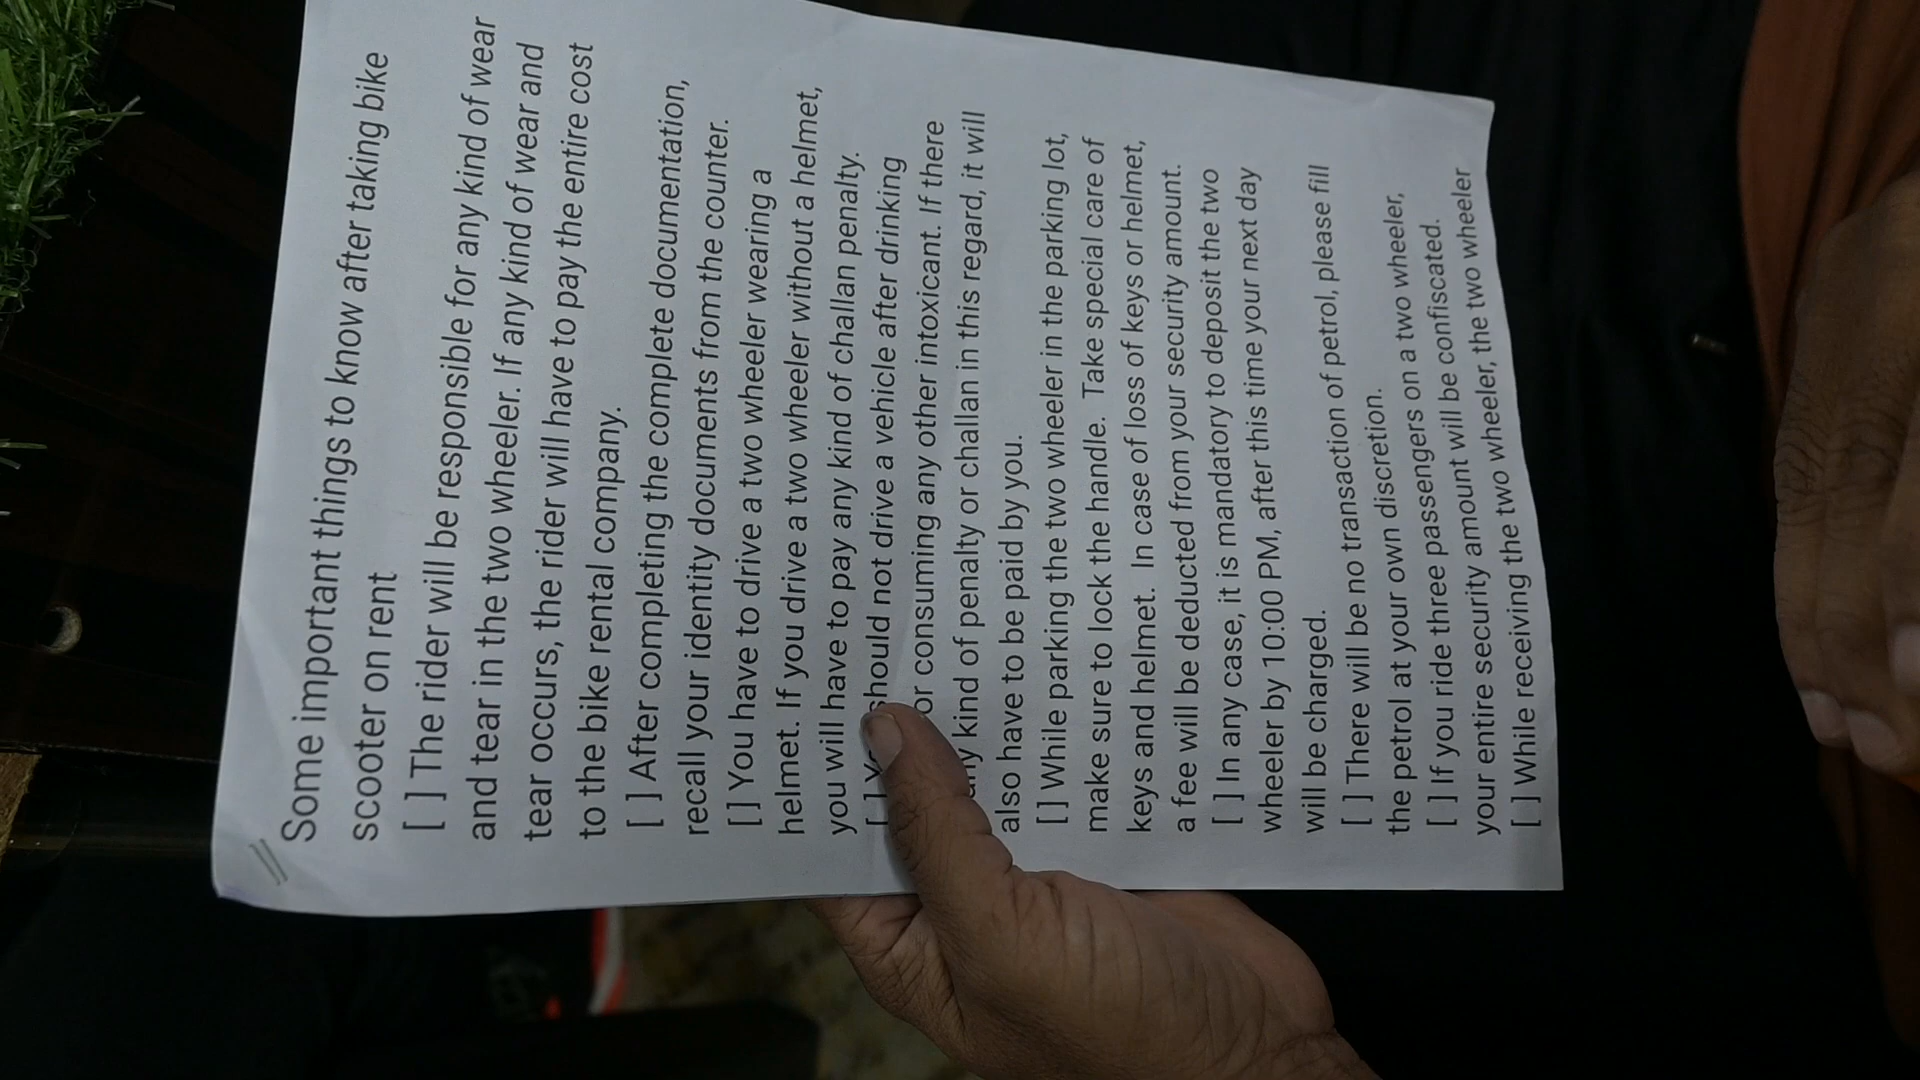 Some important things to know after taking bike
scooter on rent
[ ] The rider will be responsible for any kind of wear
and tear in the two wheeler. If any kind of wear and
tear occurs, the rider will have to pay the entire cost
to the bike rental company.
[ ] After completing the complete documentation,
recall your identity documents from the counter.
[ ] You have to drive a two wheeler wearing a
helmet. If you drive a two wheeler without a helmet,
you will have to pay any kind of challan penalty.
[ ] should not drive a vehicle after drinking
or consuming any other intoxicant. If there
any kind of penalty or challan in this regard, it will
also have to be paid by you.
[ ] While parking the two wheeler in the parking lot,
make sure to lock the handle. Take special care of
keys and helmet. In case of loss of keys or helmet,
a fee will be deducted from your security amount.
[ ] In any case, it is mandatory to deposit the two
wheeler by 10:00 PM, after this time your next day
will be charged.
[ ] There will be no transaction of petrol, please fill
the petrol at your own discretion.
[ ] If you ride three passengers on a two wheeler,
your entire security amount will be confiscated.
[ ] While receiving the two wheeler, the two wheeler